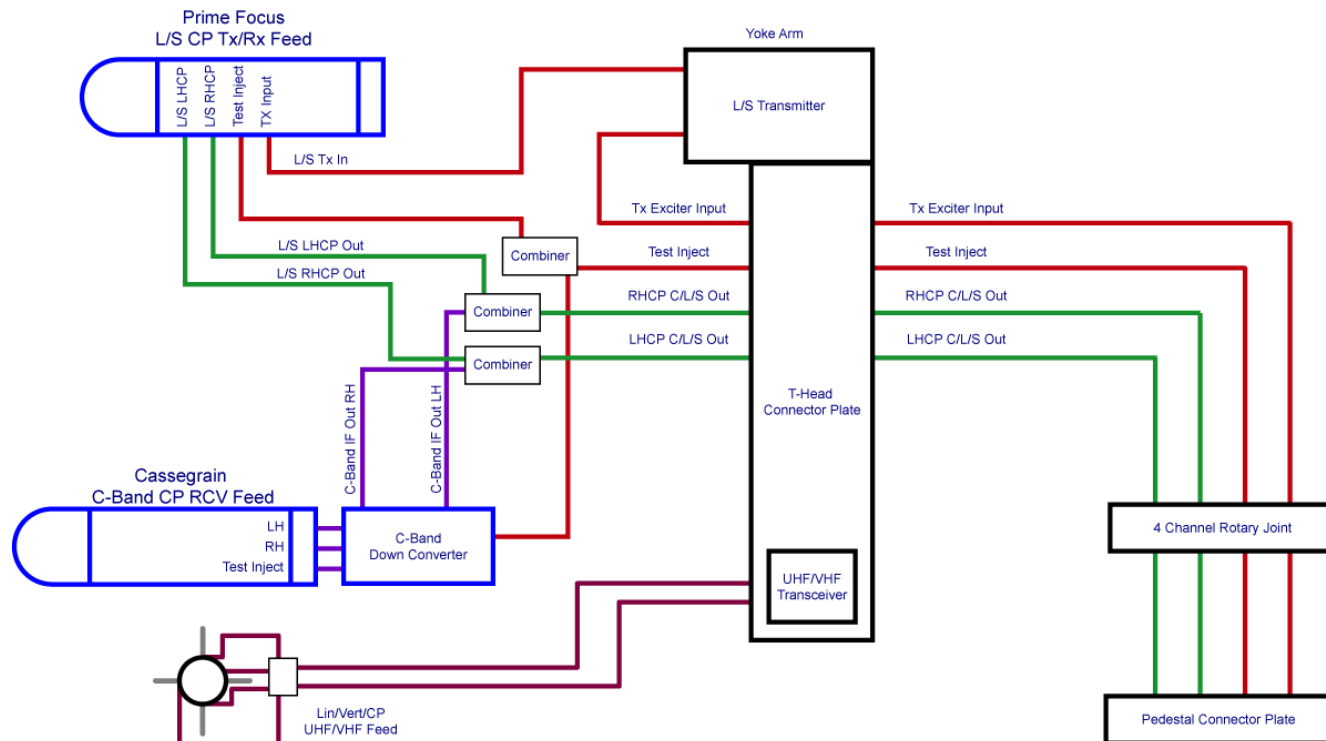 Prime Focus
L/S CP Tx/Rx Feed
L/S LHCP
L/S RHCP
Test Inject
TX Input
Yoke Arm
L/S Transmitter
L/S Tx In
Tx Exciter Input
Tx Exciter Input
L/S LHCP Out
Combiner
Test Inject
Test Inject
L/S RHCP Out
RHCP C/L/S Out
RHCP C/L/S Out
Combiner
LHCP C/L/S Out
LHCP C/L/S Out
Combiner
T-Head
Connector Plate
C-Band IF Out RH
C-Band IF Out LH
Cassegrain
C-Band CP RCV Feed
LH
RH
Test Inject
C-Band
Down Converter
4 Channel Rotary Joint
UHF/VHF
Transceiver
Lin/Vert/CP
UHF/VHF Feed
Pedestal Connector Plate